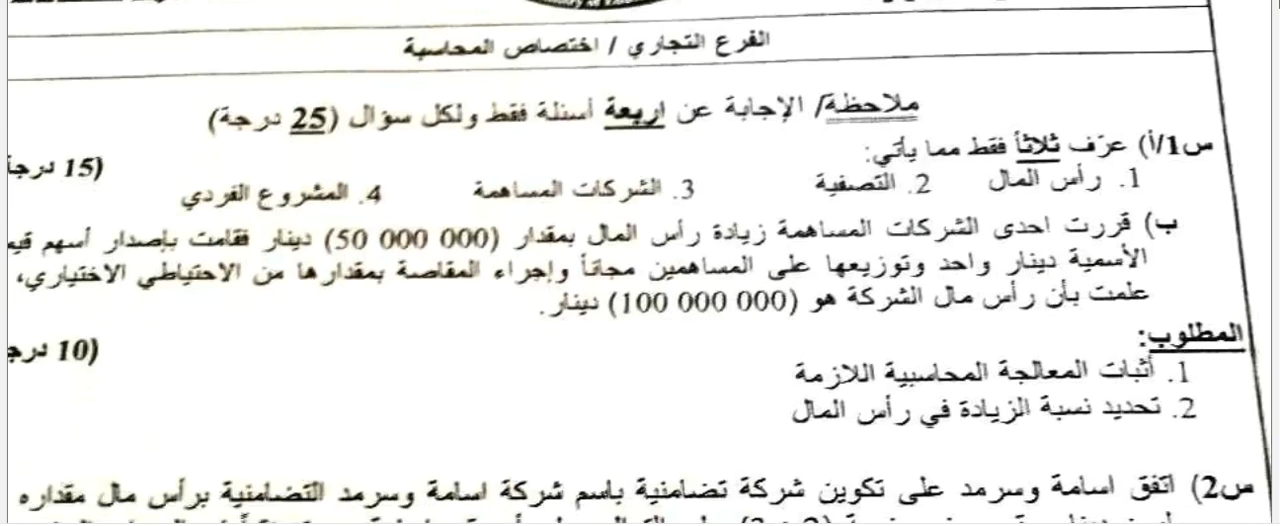 الفرع التجاري / اختصاص المحاسبة
ملاحظة/ الإجابة عن اربعة أسئلة فقط ولكل سؤال (25 درجة)
س1/أ) عرّف ثلاثاً فقط مما يأتي: (15 درجة
1. رأس المال 2. التصفية 3. الشركات المساهمة 4. المشروع الفردي
ب) قررت احدى الشركات المساهمة زيادة رأس المال بمقدار (000 000 50) دينار فقامت بإصدار أسهم
الأسمية دينار واحد وتوزيعها على المساهمين مجاناً وإجراء المقاصة بمقدارها من الاحتياطي الاختياري،
علمت بأن رأس مال الشركة هو (000 000 100) دينار.
المطلوب: (10 درج
1. أثبات المعالجة المحاسبية اللازمة
2. تحديد نسبة الزيادة في رأس المال
س2) اتفق اسامة وسرمد على تكوين شركة تضامنية باسم شركة اسامة وسرمد التضامنية برأس مال مقداره